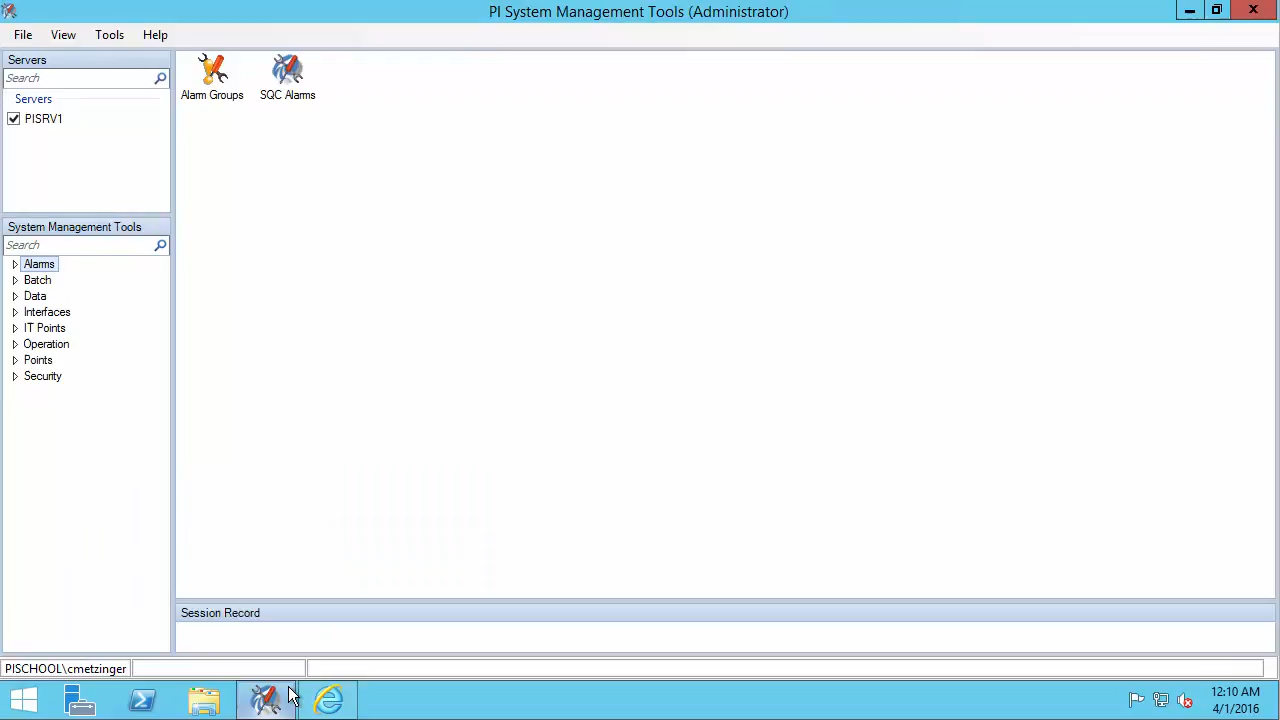 PI System Management Tools (Administrator)
File View Tools Help
Servers
Search
Servers
PISRV1
System Management Tools
Search
Alarms
Batch
Data
Interfaces
IT Points
Operation
Points
Security
Alarm Groups SQC Alarms
Session Record
PISCHOOL\cmetzinger
12:10 AM
4/1/2016